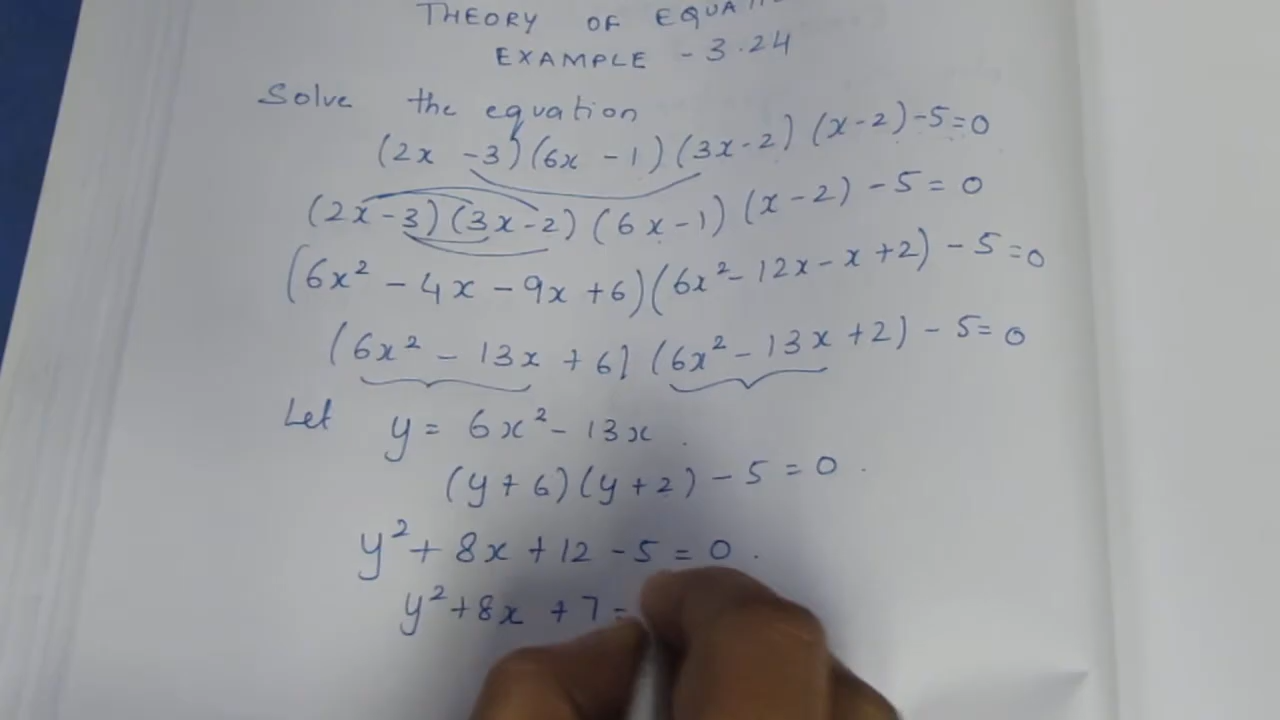 THEORY OF
EXAMPLE - 3.24
Solve the equation
(2x - 3)(6x - 1)(3x - 2)(x - 2) - 5 = 0
(2x - 3)(3x - 2)(6x - 1)(x - 2) - 5 = 0
(6x² - 4x - 9x + 6)(6x² - 12x - x + 2) - 5 = 0
(6x² - 13x + 6)(6x² - 13x + 2) - 5 = 0
Let y = 6x² - 13x.
(y + 6)(y + 2) - 5 = 0.
y² + 8x + 12 - 5 = 0.
y² + 8x + 7 =